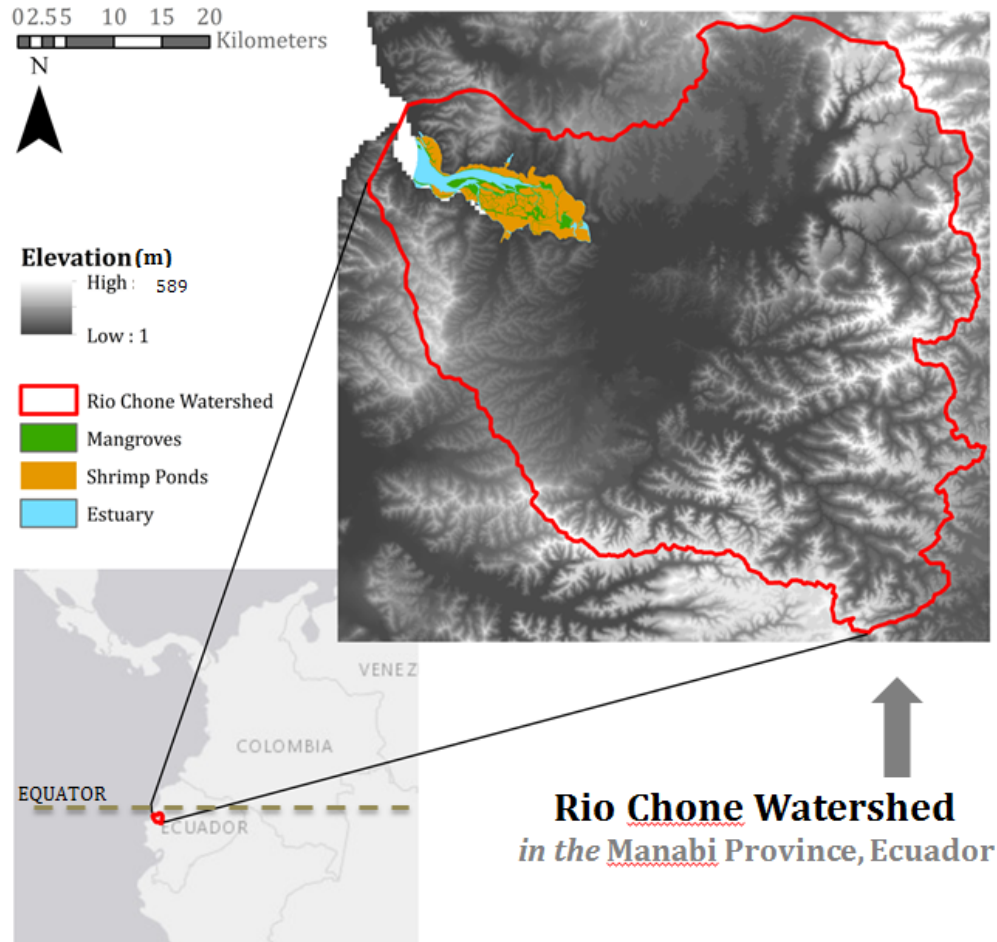 0 2.5 5 10 15 20
Kilometers
N
Elevation (m)
High : 589
Low : 1
Rio Chone Watershed
Mangroves
Shrimp Ponds
Estuary
VENEZ
COLOMBIA
EQUATOR
ECUADOR
Rio Chone Watershed
in the Manabi Province, Ecuador